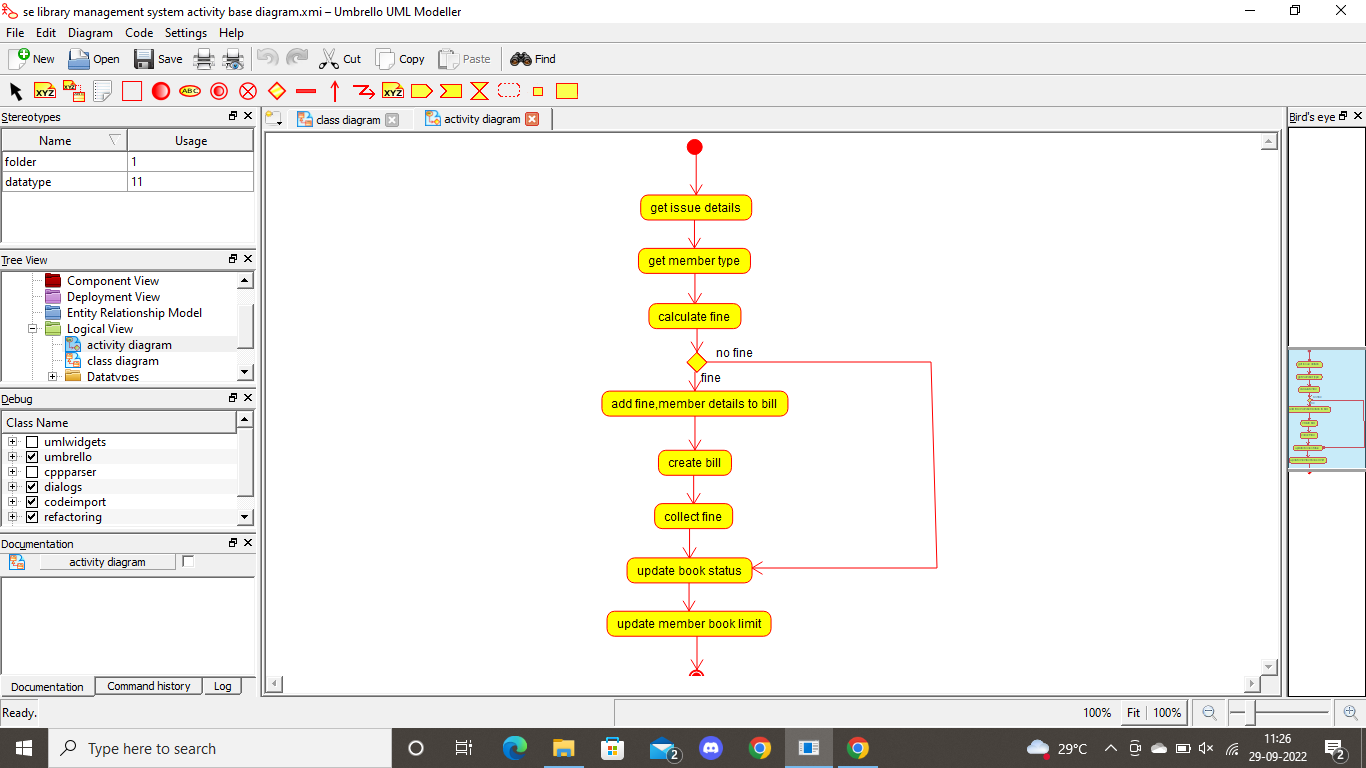 se library management system activity base diagram.xmi – Umbrello UML Modeller
File Edit Diagram Code Settings Help
New Open Save Cut Copy Paste Find
XYZ XYZ ABC XYZ
Stereotypes
Name Usage
folder 1
datatype 11
Tree View
Component View
Deployment View
Entity Relationship Model
Logical View
activity diagram
class diagram
Datatypes
Debug
Class Name
umlwidgets
umbrello
cppparser
dialogs
codeimport
refactoring
Documentation
activity diagram
Documentation Command history Log
class diagram activity diagram
get issue details
get member type
calculate fine
no fine
fine
add fine,member details to bill
create bill
collect fine
update book status
update member book limit
Bird's eye
Ready.
100% Fit 100%
Type here to search
2
29°C
11:26
29-09-2022
2